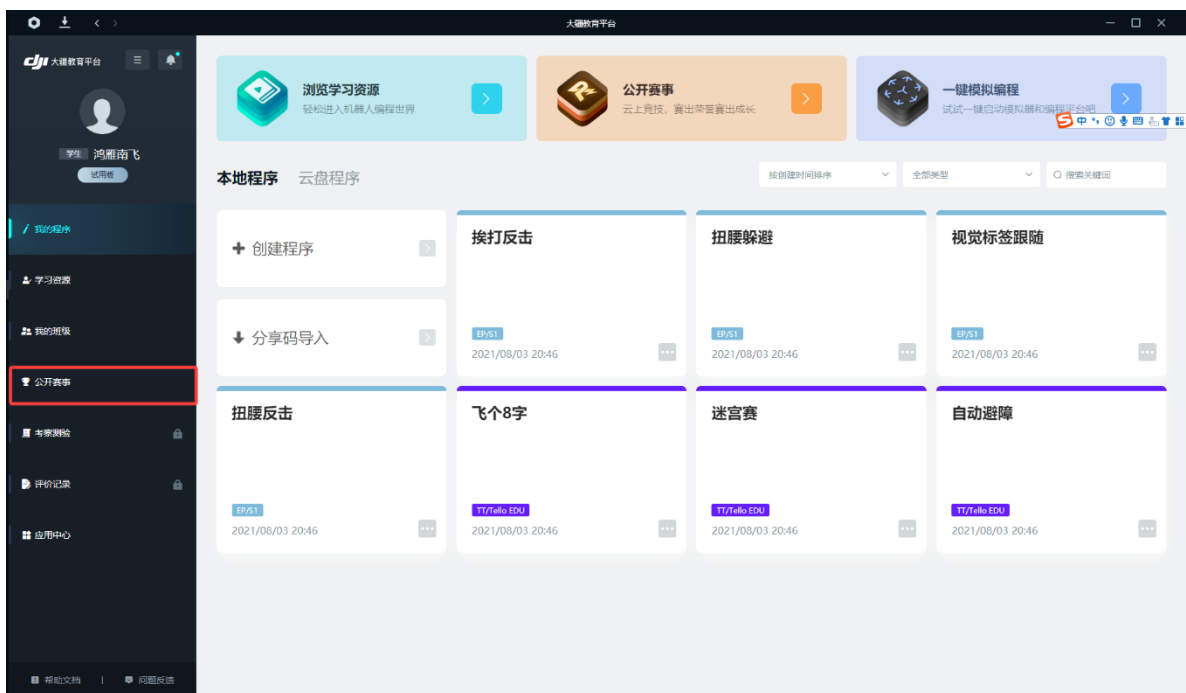 大疆教育平台
dji 大疆教育平台
学生 鸿雁南飞
试用板
我的程序
学习资源
我的班级
公开赛事
考察测验
评价记录
应用中心
帮助文档 | 问题反馈
浏览学习资源
轻松进入机器人编程世界
公开赛事
云上竞技，赛出荣誉赛出成长
一键模拟编程
试试一键启动模拟器和编程平台吧
中
本地程序 云盘程序
按创建时间排序
全部类型
搜索关键词
创建程序
分享码导入
挨打反击
EP/S1
2021/08/03 20:46
扭腰躲避
EP/S1
2021/08/03 20:46
视觉标签跟随
EP/S1
2021/08/03 20:46
扭腰反击
EP/S1
2021/08/03 20:46
飞个8字
TT/Tello EDU
2021/08/03 20:46
迷宫赛
TT/Tello EDU
2021/08/03 20:46
自动避障
TT/Tello EDU
2021/08/03 20:46